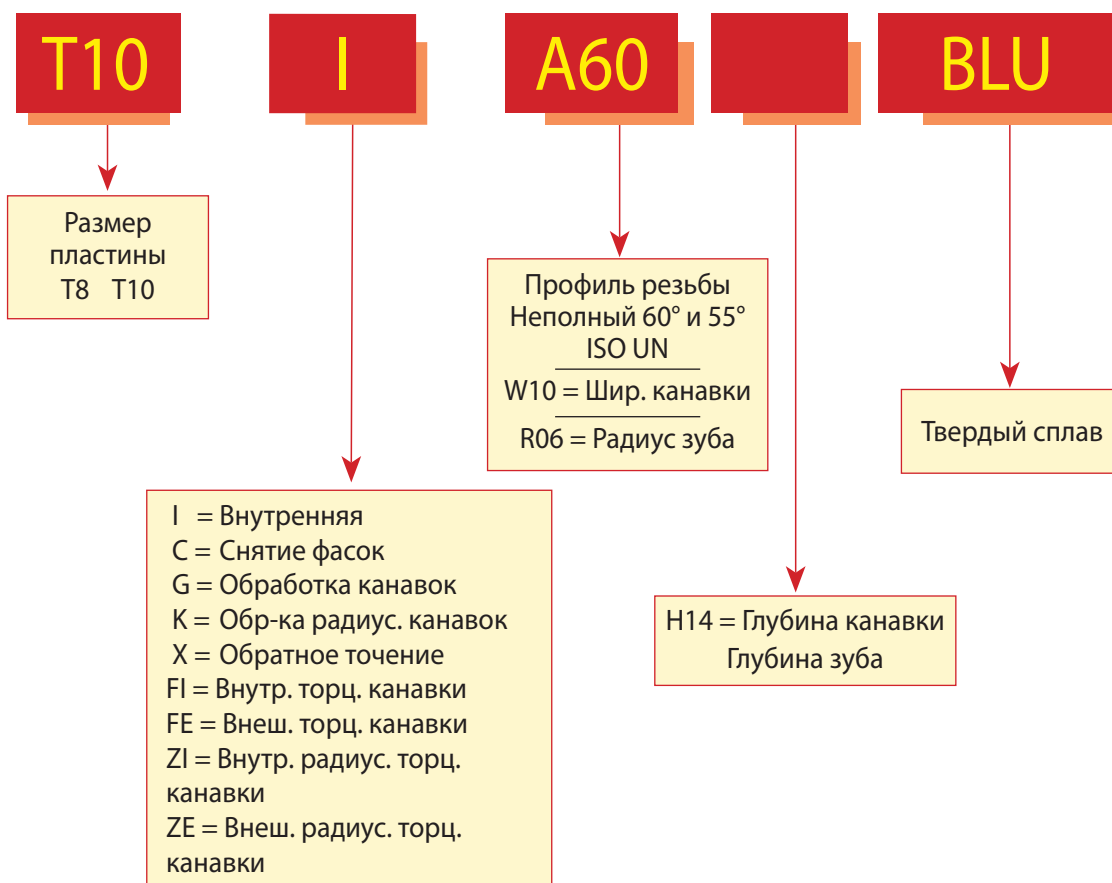 T10 I A60 BLU
Размер
пластины
T8 T10
Профиль резьбы
Неполный 60° и 55°
ISO UN
W10 = Шир. канавки
R06 = Радиус зуба
Твердый сплав
I = Внутренняя
C = Снятие фасок
G = Обработка канавок
K = Обр-ка радиус. канавок
X = Обратное точение
FI = Внутр. торц. канавки
FE = Внеш. торц. канавки
ZI = Внутр. радиус. торц.
канавки
ZE = Внеш. радиус. торц.
канавки
H14 = Глубина канавки
Глубина зуба